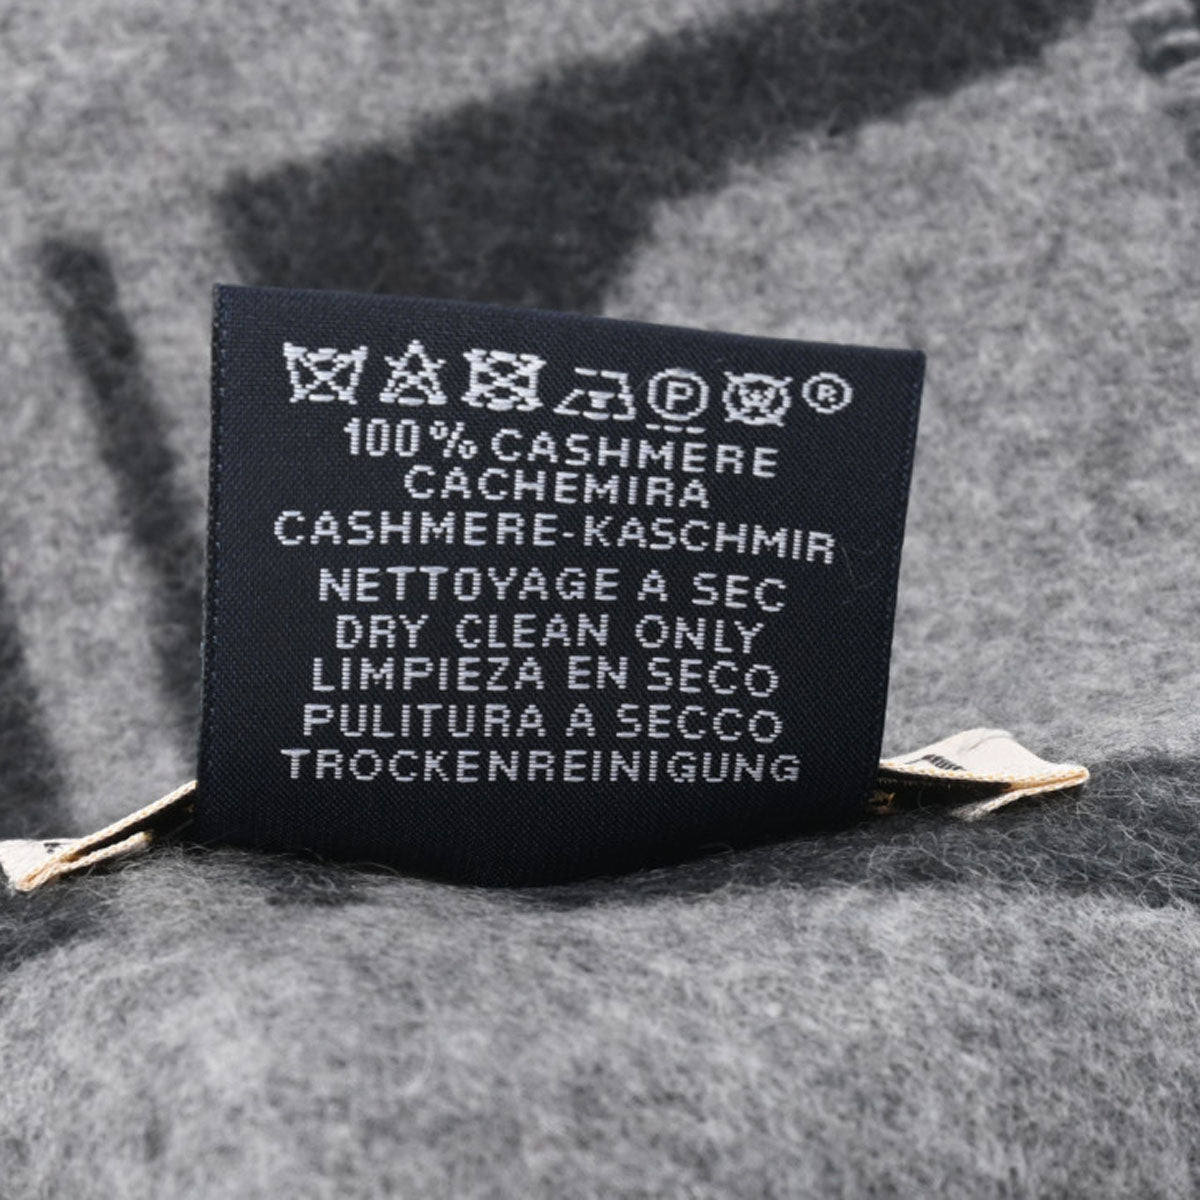 P W ®
100% CASHMERE
CACHEMIRA
CASHMERE-KASCHMIR
NETTOYAGE A SEC
DRY CLEAN ONLY
LIMPIEZA EN SECO
PULITURA A SECCO
TROCKENREINIGUNG